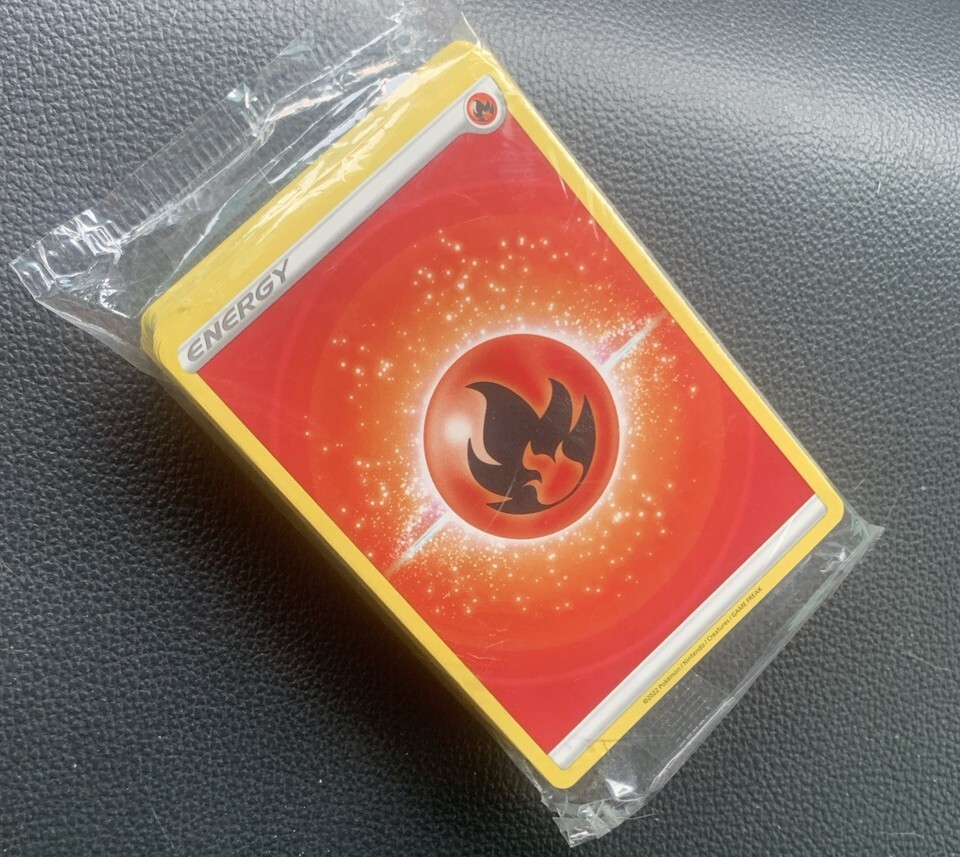 ENERGY
©2022 Pokémon / Nintendo / Creatures / GAME FREAK